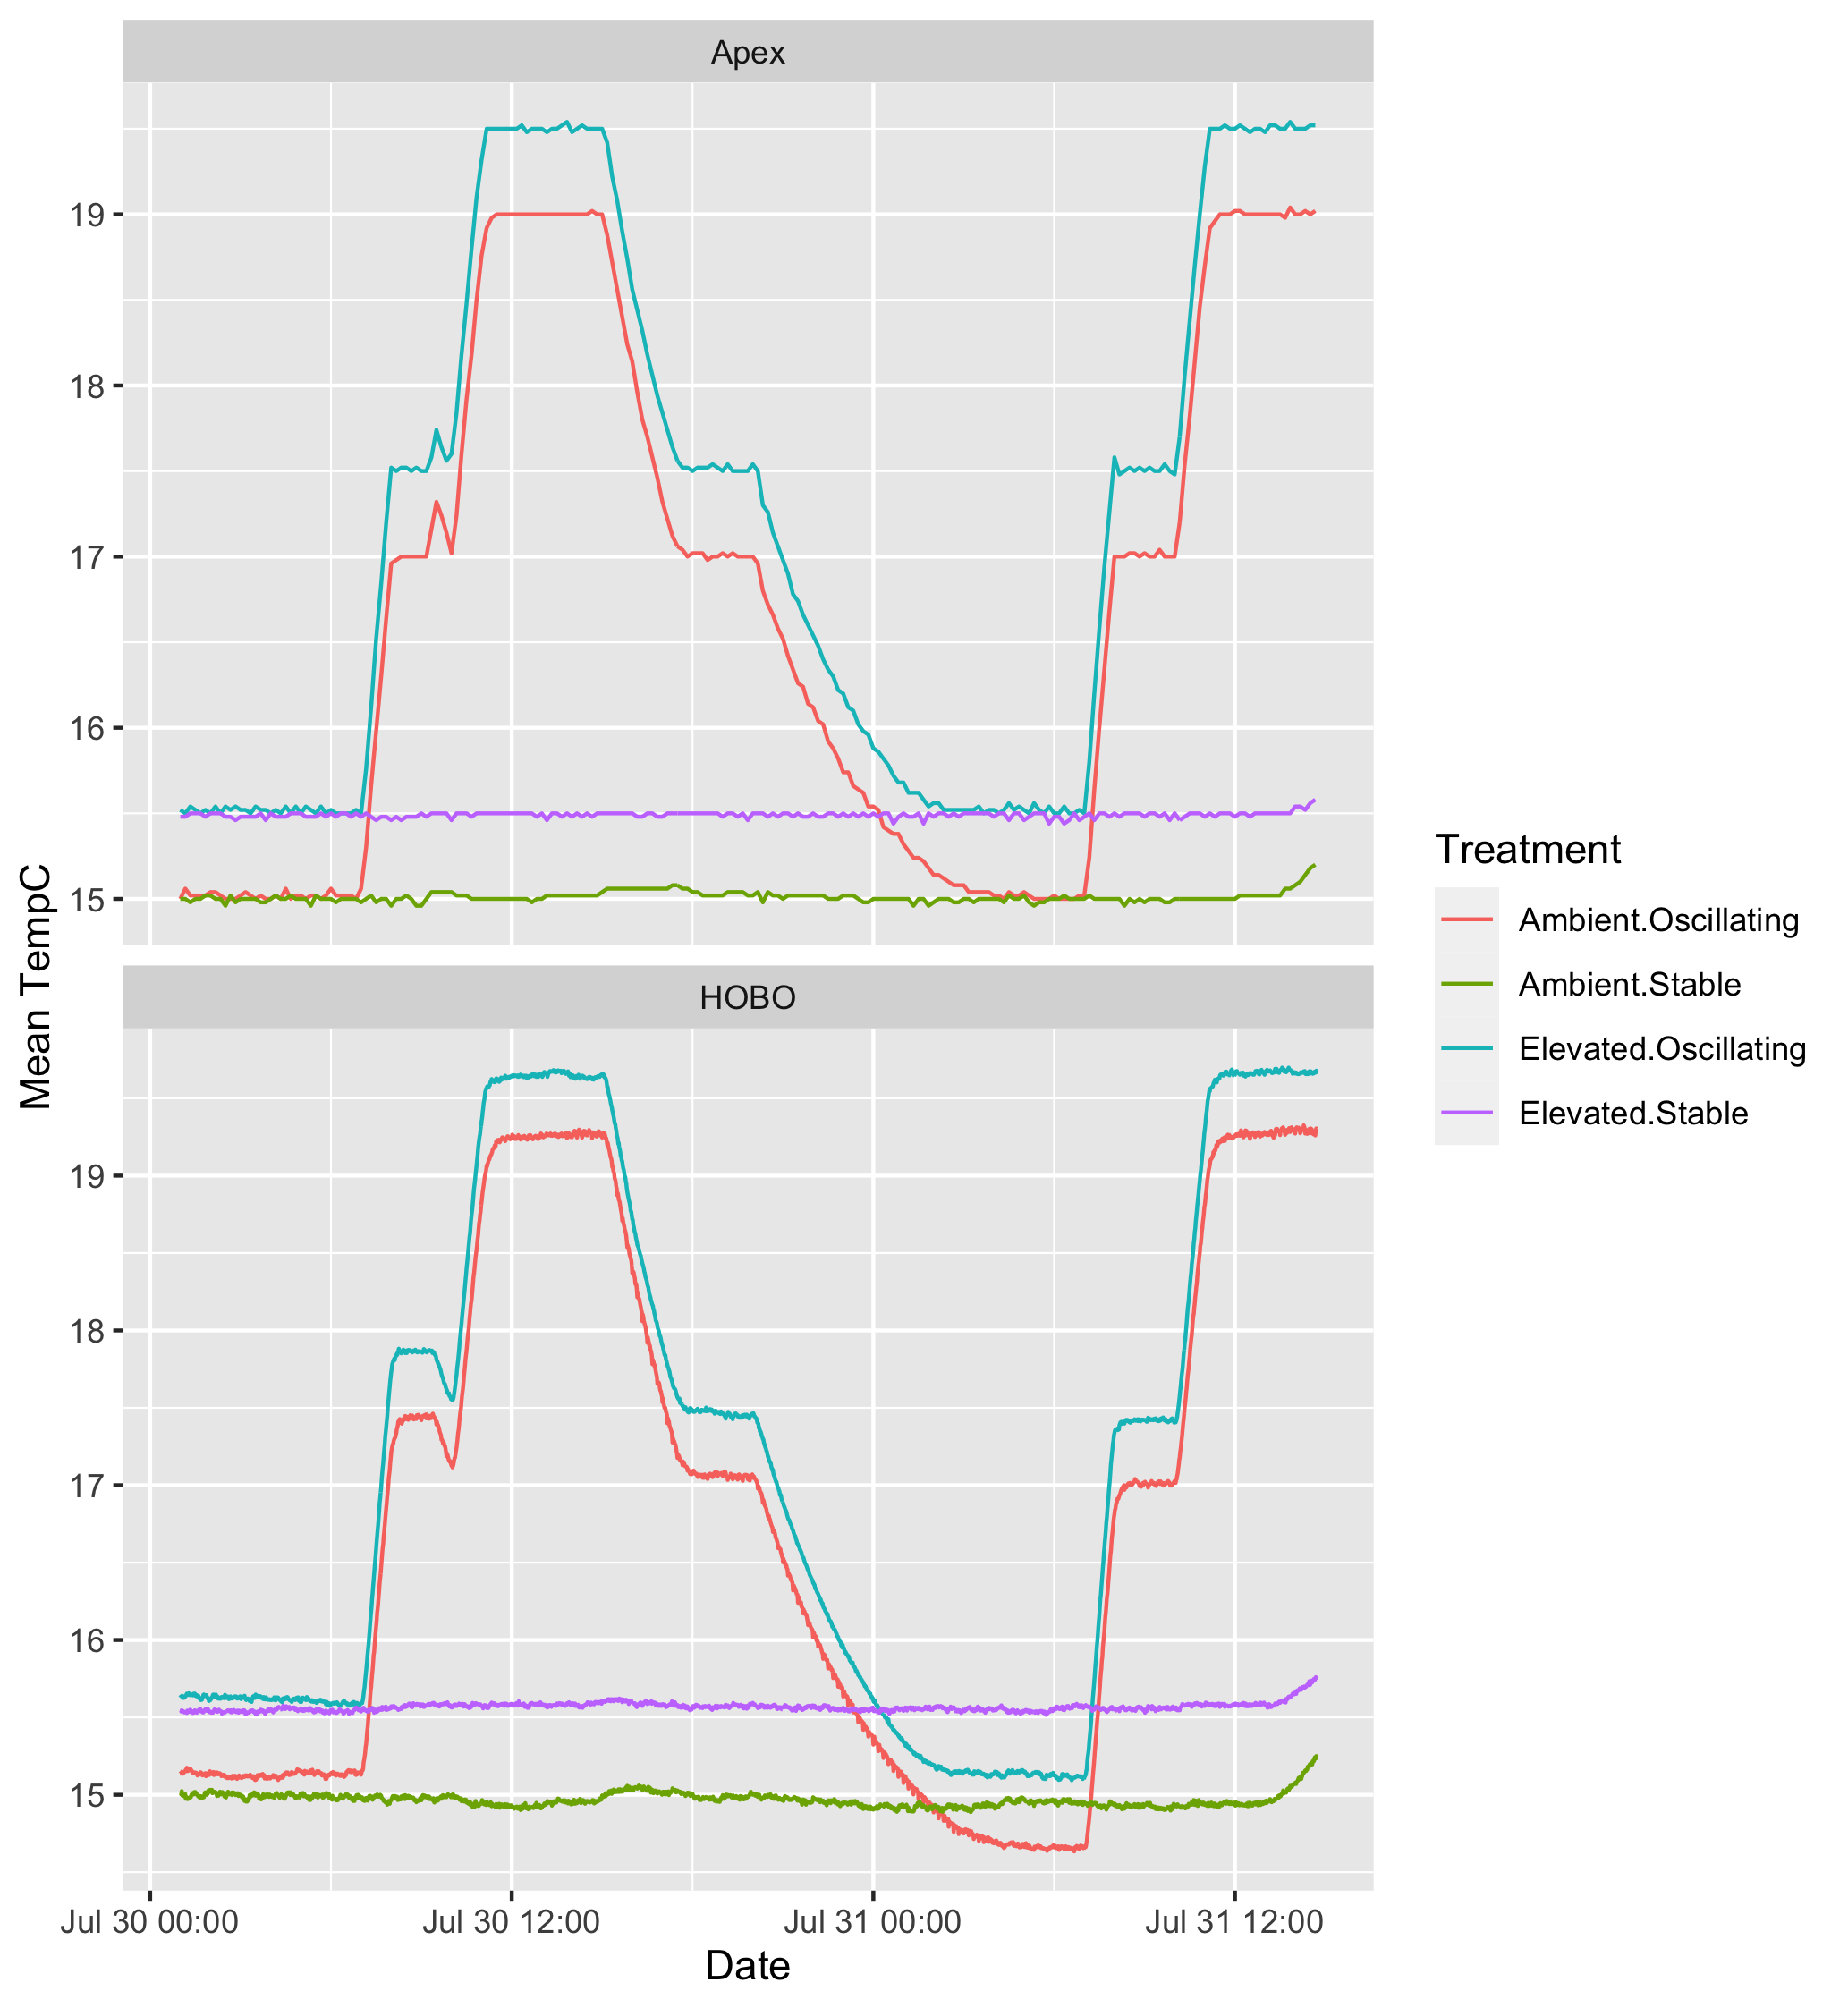 Apex
19
18
17
16
15
HOBO
19
18
17
16
15
Mean TempC
Jul 30 00:00
Jul 30 12:00
Jul 31 00:00
Jul 31 12:00
Date
Treatment
Ambient.Oscillating
Ambient.Stable
Elevated.Oscillating
Elevated.Stable